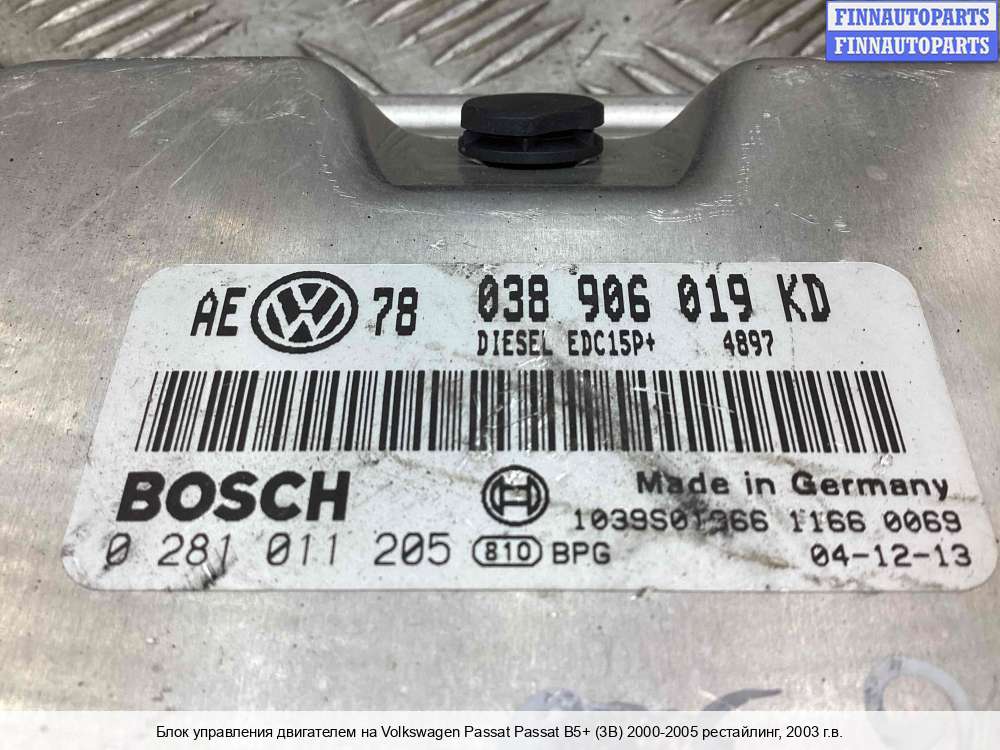 FINNAUTOPARTS
FINNAUTOPARTS
AE VW 78 038 906 019 KD
DIESEL EDC15P+ 4897
BOSCH Made in Germany
1039S01966 1166 0069
0 281 011 205 810 BPG 04-12-13
Блок управления двигателем на Volkswagen Passat Passat B5+ (3B) 2000-2005 рестайлинг, 2003 г.в.